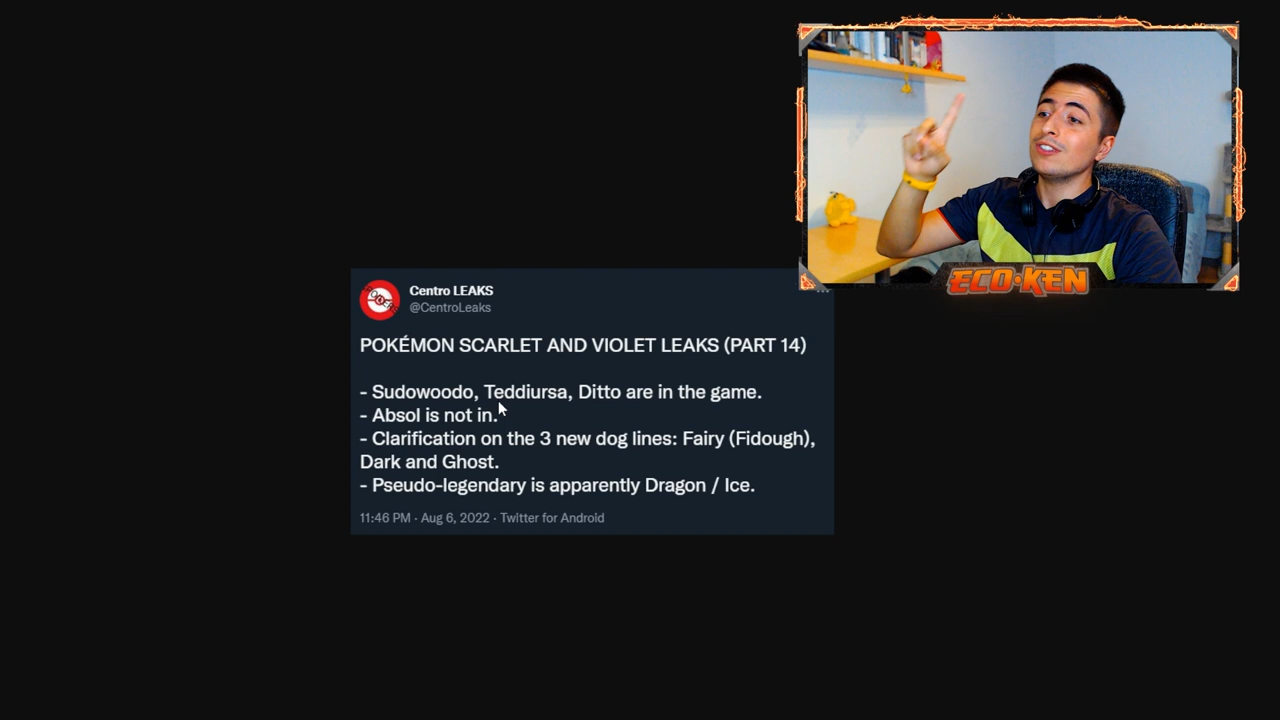 ECO·KEN
Centro LEAKS
@CentroLeaks
POKÉMON SCARLET AND VIOLET LEAKS (PART 14)
- Sudowoodo, Teddiursa, Ditto are in the game.
- Absol is not in.
- Clarification on the 3 new dog lines: Fairy (Fidough),
Dark and Ghost.
- Pseudo-legendary is apparently Dragon / Ice.
11:46 PM · Aug 6, 2022 · Twitter for Android